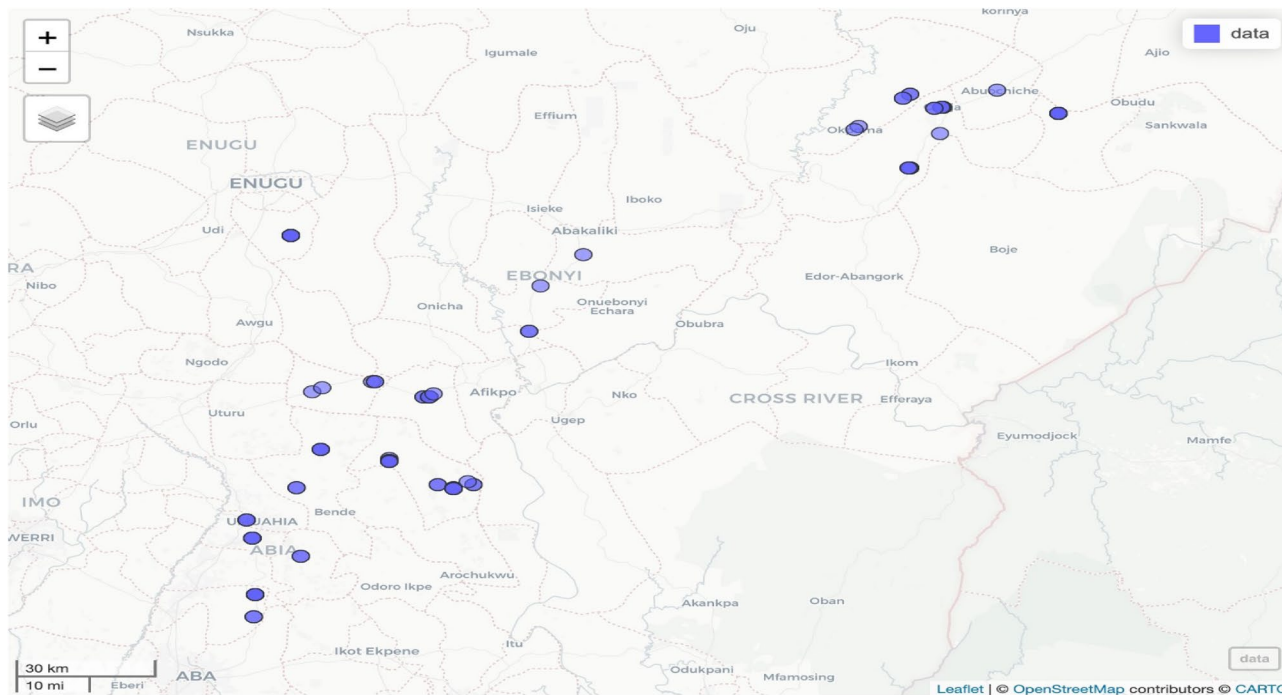 korinya
Nsukka
Oju
+
data
Igumale
Ajio
−
Abuochiche
Obudu
Effium
Sankwala
ENUGU
ENUGU
Iboko
Isieke
Udi
Abakaliki
Boje
RA
EBONYI
Edor-Abangork
Nibo
Onicha
Onuebonyi
Echara
Awgu
Obubra
Ngodo
Ikom
Afikpo
Nko
CROSS RIVER
Efferaya
Uturu
Ugep
Orlu
Eyumodjock
Mamfe
IMO
Bende
WERRI
ABIA
Arochukwu
Odoro Ikpe
Akankpa
Oban
Itu
Ikot Ekpene
30 km
data
Odukpani
Mfamosing
10 mi
ABA
Eberi
Leaflet | © OpenStreetMap contributors © CARTO